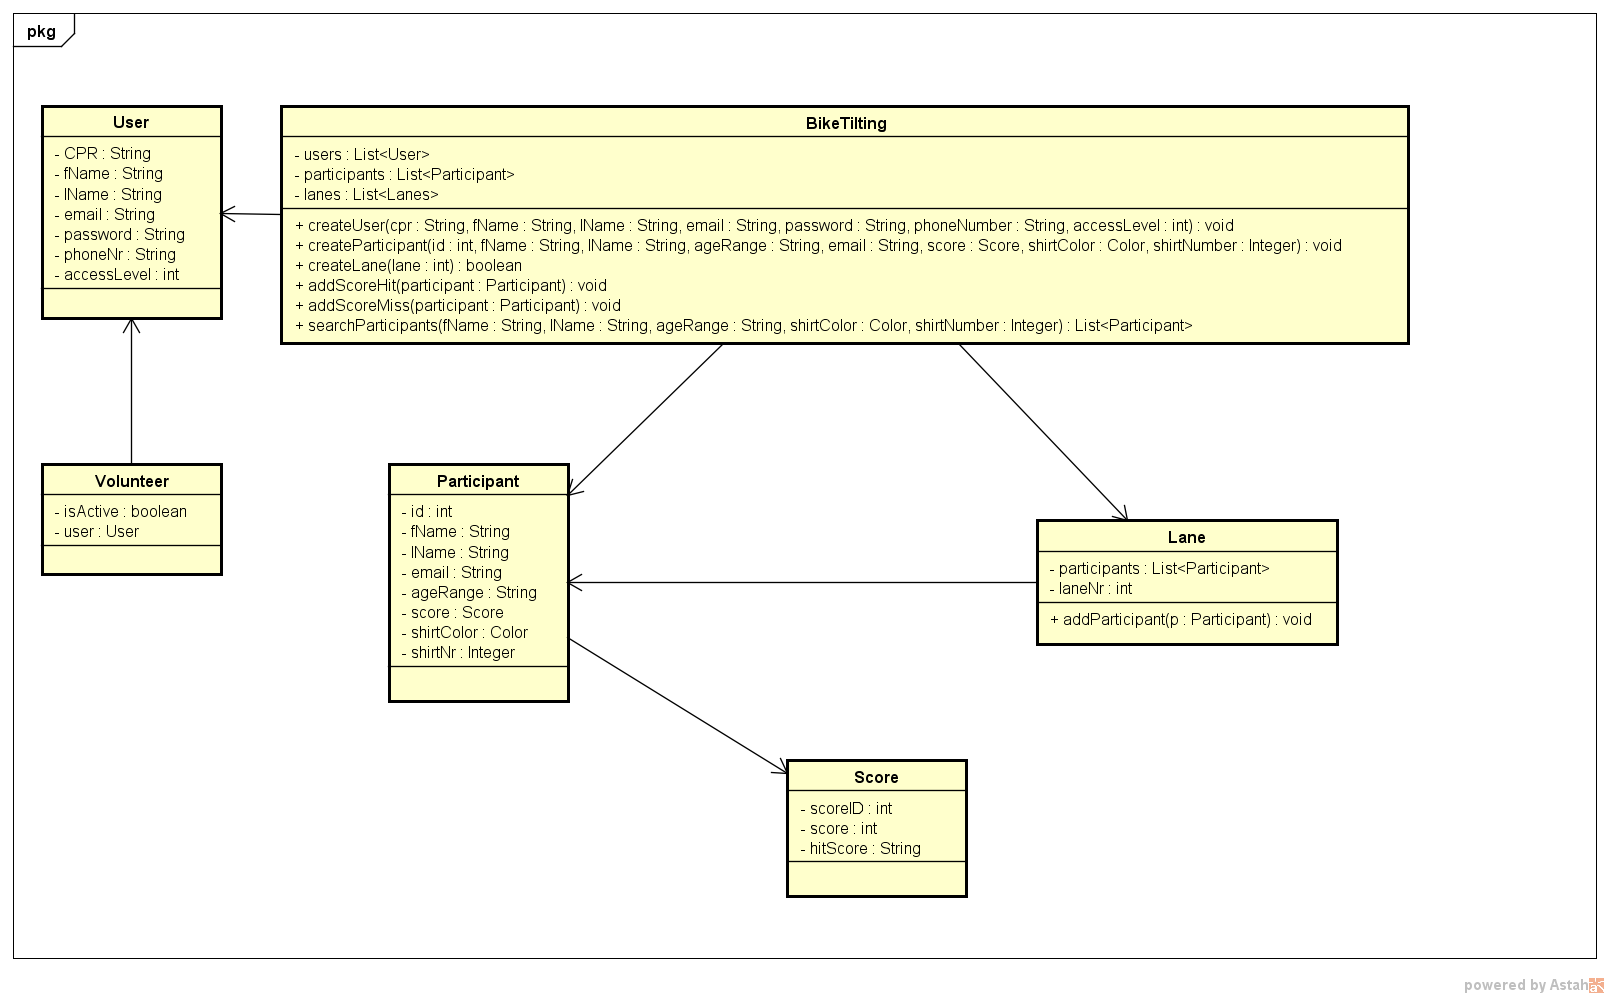 pkg
User
- CPR : String
- fName : String
- lName : String
- email : String
- password : String
- phoneNr : String
- accessLevel : int
BikeTilting
- users : List<User>
- participants : List<Participant>
- lanes : List<Lanes>
+ createUser(cpr : String, fName : String, lName : String, email : String, password : String, phoneNumber : String, accessLevel : int) : void
+ createParticipant(id : int, fName : String, lName : String, ageRange : String, email : String, score : Score, shirtColor : Color, shirtNumber : Integer) : void
+ createLane(lane : int) : boolean
+ addScoreHit(participant : Participant) : void
+ addScoreMiss(participant : Participant) : void
+ searchParticipants(fName : String, lName : String, ageRange : String, shirtColor : Color, shirtNumber : Integer) : List<Participant>
Volunteer
- isActive : boolean
- user : User
Participant
- id : int
- fName : String
- lName : String
- email : String
- ageRange : String
- score : Score
- shirtColor : Color
- shirtNr : Integer
Lane
- participants : List<Participant>
- laneNr : int
+ addParticipant(p : Participant) : void
Score
- scoreID : int
- score : int
- hitScore : String
powered by Astah